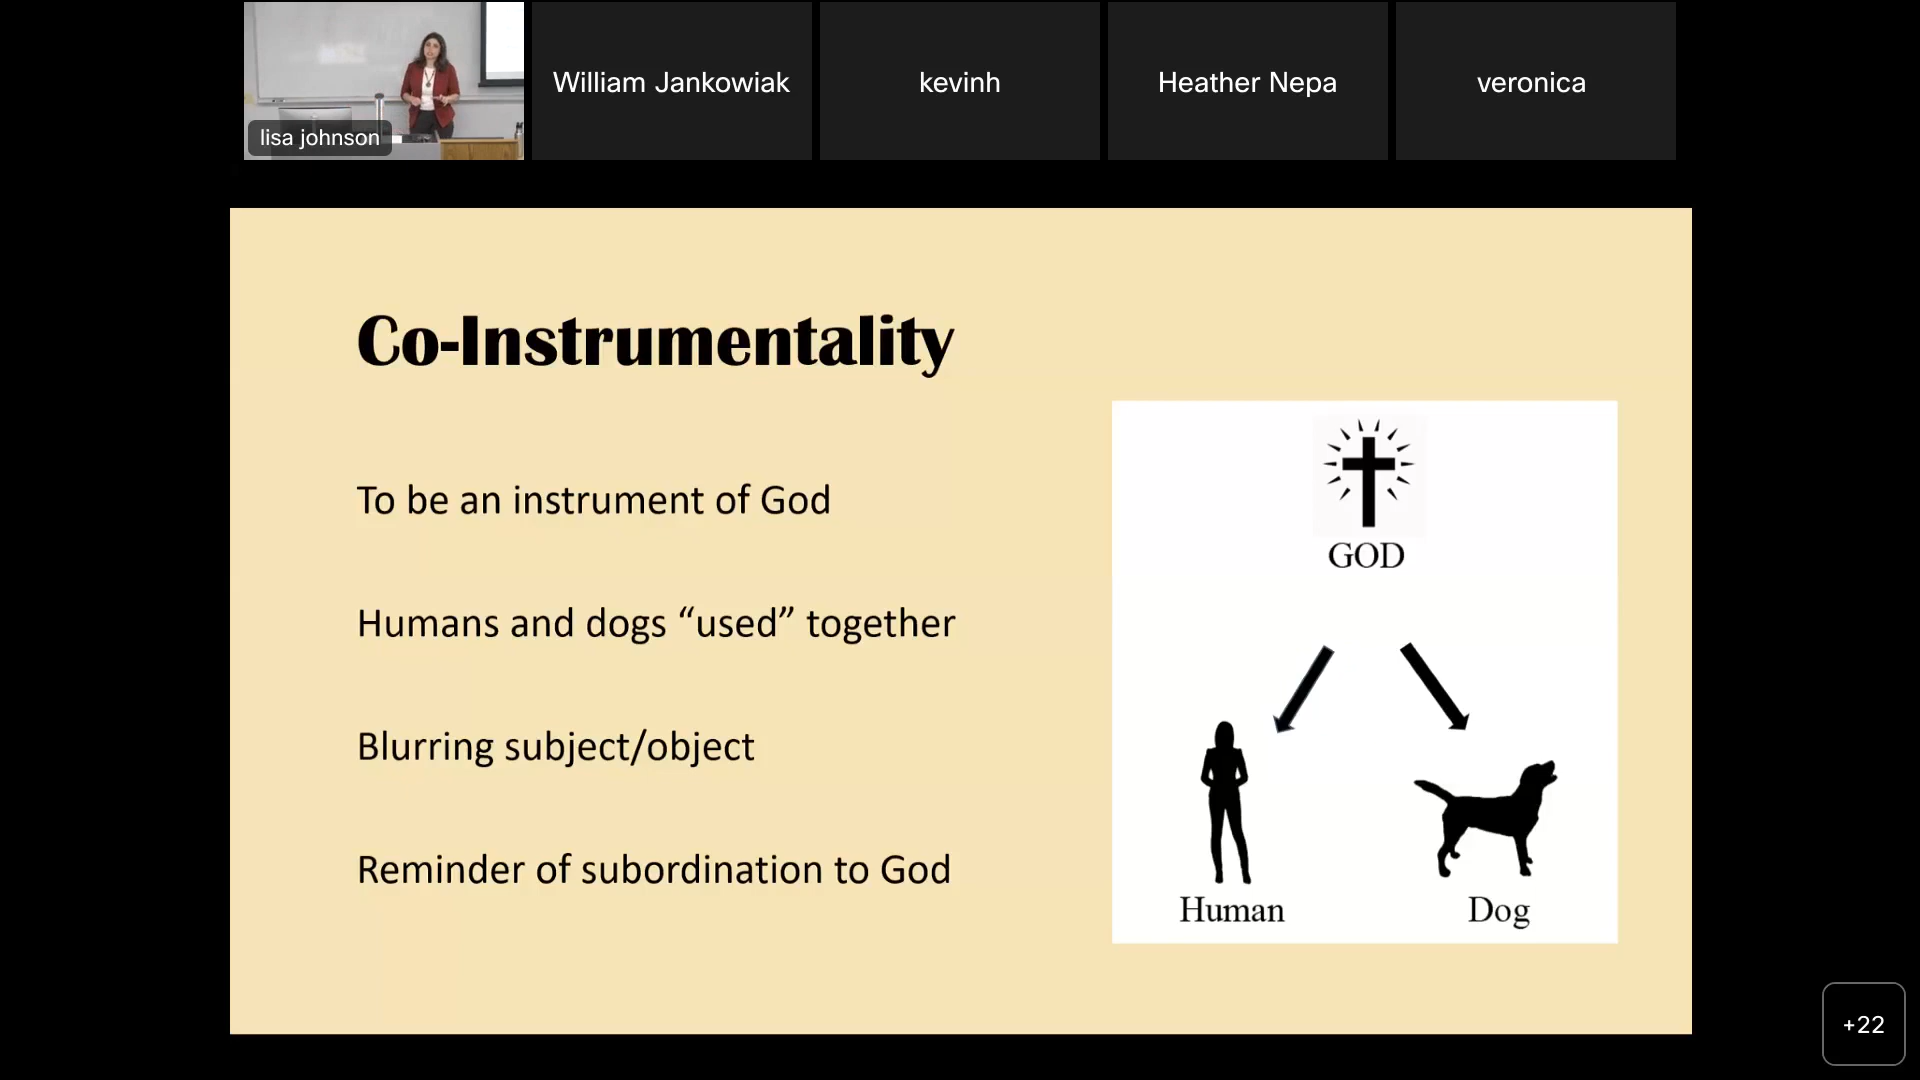 lisa johnson
William Jankowiak
kevinh
Heather Nepa
veronica
Co-Instrumentality
To be an instrument of God
Humans and dogs “used” together
Blurring subject/object
Reminder of subordination to God
GOD
Human
Dog
+22